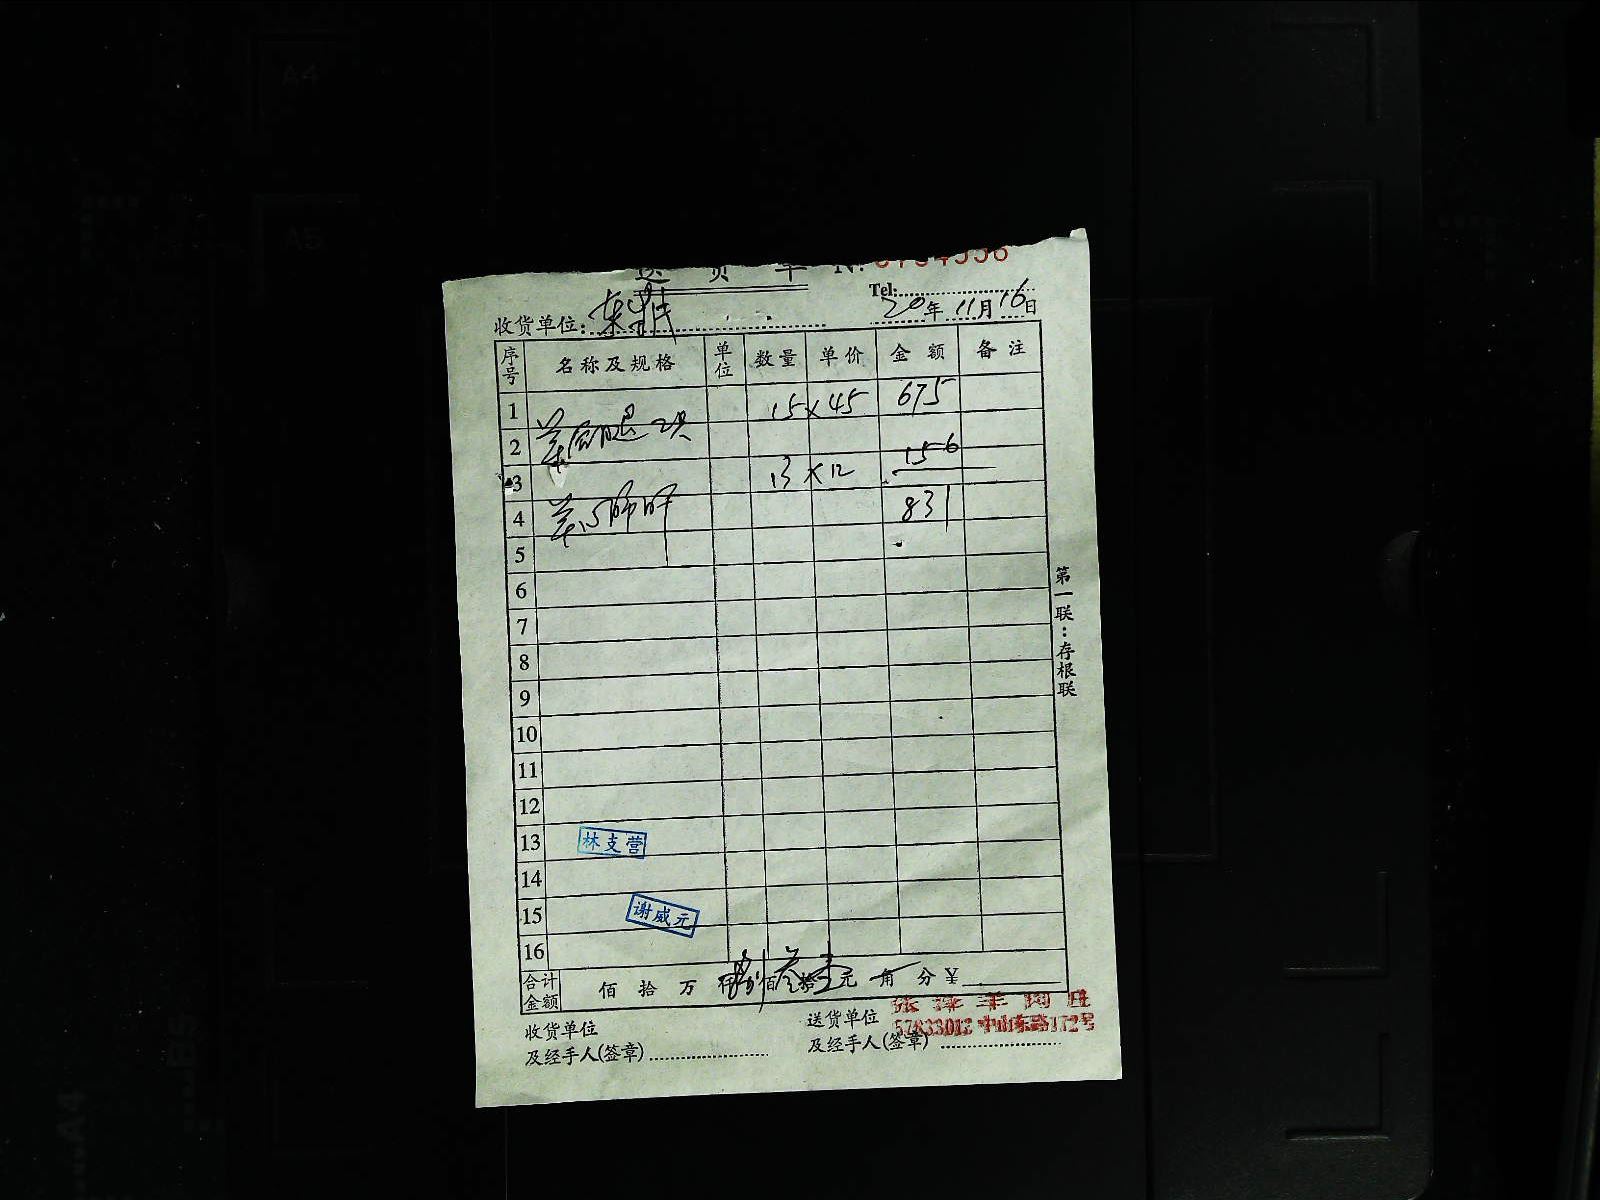 送 货 单 №
Tel:
收货单位: 20年11月16日
序号 名称及规格 单位 数量 单价 金额 备注
1 15×45 675
2
3 13×12 156
4 831
5
6
7
8
9
10
11
12
13 林支营
14
15 谢威元
16
合计金额 佰 拾 万 仟 佰 拾 元 角 分 ¥
第一联:存根联
收货单位 送货单位
57833012 中山东路172号
及经手人(签章) 及经手人(签章)